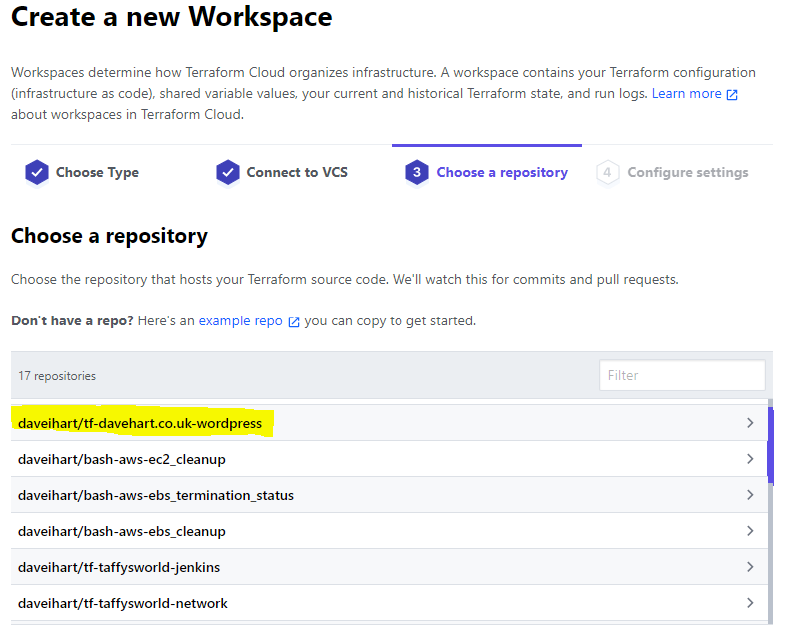 Create a new Workspace
Workspaces determine how Terraform Cloud organizes infrastructure. A workspace contains your Terraform configuration
(infrastructure as code), shared variable values, your current and historical Terraform state, and run logs. Learn more
about workspaces in Terraform Cloud.
Choose Type
Connect to VCS
3 Choose a repository
4 Configure settings
Choose a repository
Choose the repository that hosts your Terraform source code. We'll watch this for commits and pull requests.
Don't have a repo? Here's an example repo you can copy to get started.
17 repositories
Filter
daveihart/tf-davehart.co.uk-wordpress
daveihart/bash-aws-ec2_cleanup
daveihart/bash-aws-ebs_termination_status
daveihart/bash-aws-ebs_cleanup
daveihart/tf-taffysworld-jenkins
daveihart/tf-taffysworld-network